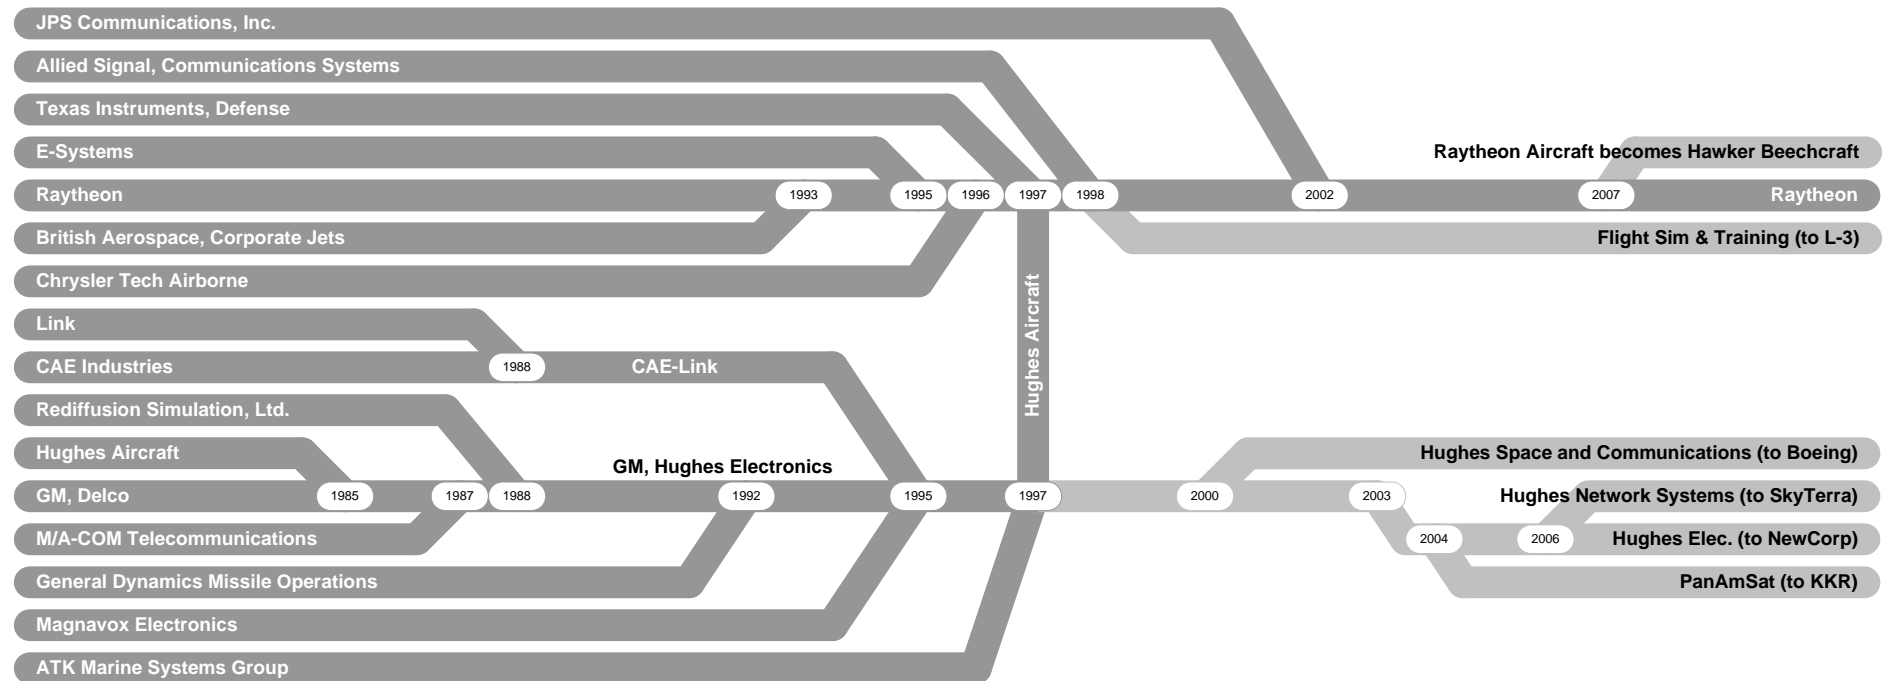 JPS Communications, Inc.
Allied Signal, Communications Systems
Texas Instruments, Defense
E-Systems
Raytheon Aircraft becomes Hawker Beechcraft
Raytheon
1993
1995
1996
1997
1998
2002
2007
Raytheon
British Aerospace, Corporate Jets
Flight Sim & Training (to L-3)
Chrysler Tech Airborne
Hughes Aircraft
Link
CAE Industries
1988
CAE-Link
Rediffusion Simulation, Ltd.
Hughes Aircraft
GM, Hughes Electronics
Hughes Space and Communications (to Boeing)
GM, Delco
1985
1987
1988
1992
1995
1997
2000
2003
Hughes Network Systems (to SkyTerra)
M/A-COM Telecommunications
2004
2006
Hughes Elec. (to NewCorp)
General Dynamics Missile Operations
PanAmSat (to KKR)
Magnavox Electronics
ATK Marine Systems Group